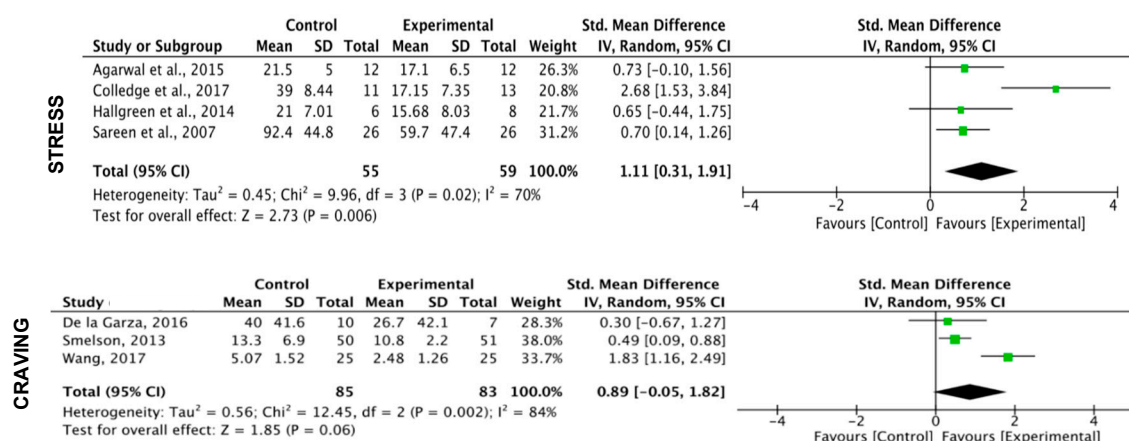 STRESS
Control Experimental Std. Mean Difference Std. Mean Difference
Study or Subgroup Mean SD Total Mean SD Total Weight IV, Random, 95% CI IV, Random, 95% CI
Agarwal et al., 2015 21.5 5 12 17.1 6.5 12 26.3% 0.73 [−0.10, 1.56]
Colledge et al., 2017 39 8.44 11 17.15 7.35 13 20.8% 2.68 [1.53, 3.84]
Hallgreen et al., 2014 21 7.01 6 15.68 8.03 8 21.7% 0.65 [−0.44, 1.75]
Sareen et al., 2007 92.4 44.8 26 59.7 47.4 26 31.2% 0.70 [0.14, 1.26]
Total (95% CI) 55 59 100.0% 1.11 [0.31, 1.91]
Heterogeneity: Tau² = 0.45; Chi² = 9.96, df = 3 (P = 0.02); I² = 70%
Test for overall effect: Z = 2.73 (P = 0.006)
−4 −2 0 2 4
Favours [Control] Favours [Experimental]
CRAVING
Control Experimental Std. Mean Difference Std. Mean Difference
Study Mean SD Total Mean SD Total Weight IV, Random, 95% CI IV, Random, 95% CI
De la Garza, 2016 40 41.6 10 26.7 42.1 7 28.3% 0.30 [−0.67, 1.27]
Smelson, 2013 13.3 6.9 50 10.8 2.2 51 38.0% 0.49 [0.09, 0.88]
Wang, 2017 5.07 1.52 25 2.48 1.26 25 33.7% 1.83 [1.16, 2.49]
Total (95% CI) 85 83 100.0% 0.89 [−0.05, 1.82]
Heterogeneity: Tau² = 0.56; Chi² = 12.45, df = 2 (P = 0.002); I² = 84%
Test for overall effect: Z = 1.85 (P = 0.06)
−4 −2 0 2 4
Favours [Control] Favours [Experimental]